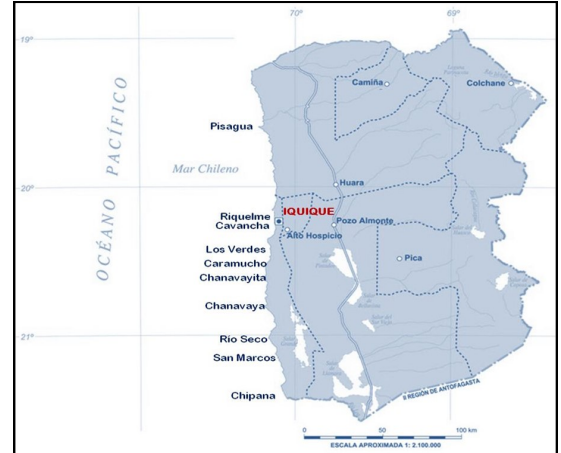 70°
69°
19°
Camiña
Colchane
Pisagua
OCÉANO PACÍFICO
Mar Chileno
Huara
20°
IQUIQUE
Riquelme
Cavancha
Pozo Almonte
Alto Hospicio
Los Verdes
Caramucho
Pica
Chanavayita
Chanavaya
21°
Río Seco
San Marcos
Chipana
II REGIÓN DE ANTOFAGASTA
0
50
100 km
ESCALA APROXIMADA 1: 2.100.000